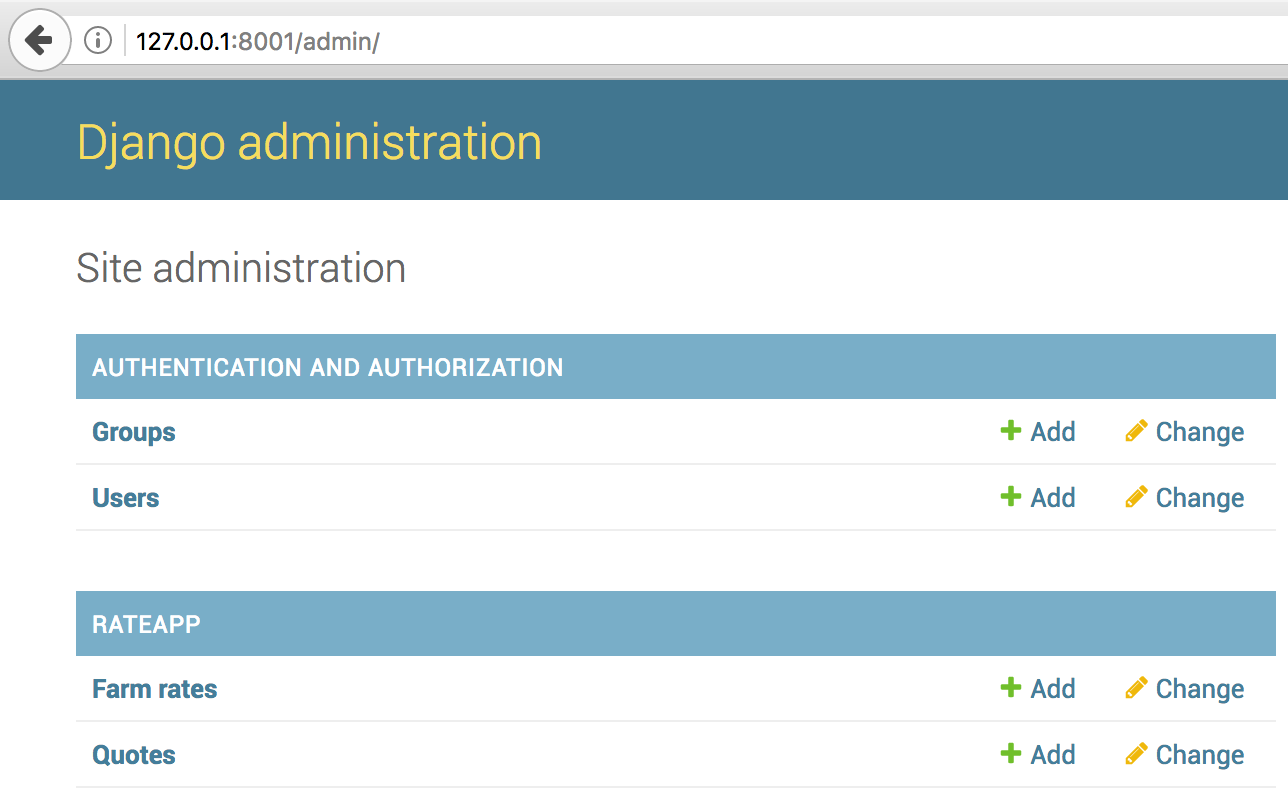 127.0.0.1:8001/admin/
Django administration
Site administration
AUTHENTICATION AND AUTHORIZATION
Groups Add Change
Users Add Change
RATEAPP
Farm rates Add Change
Quotes Add Change